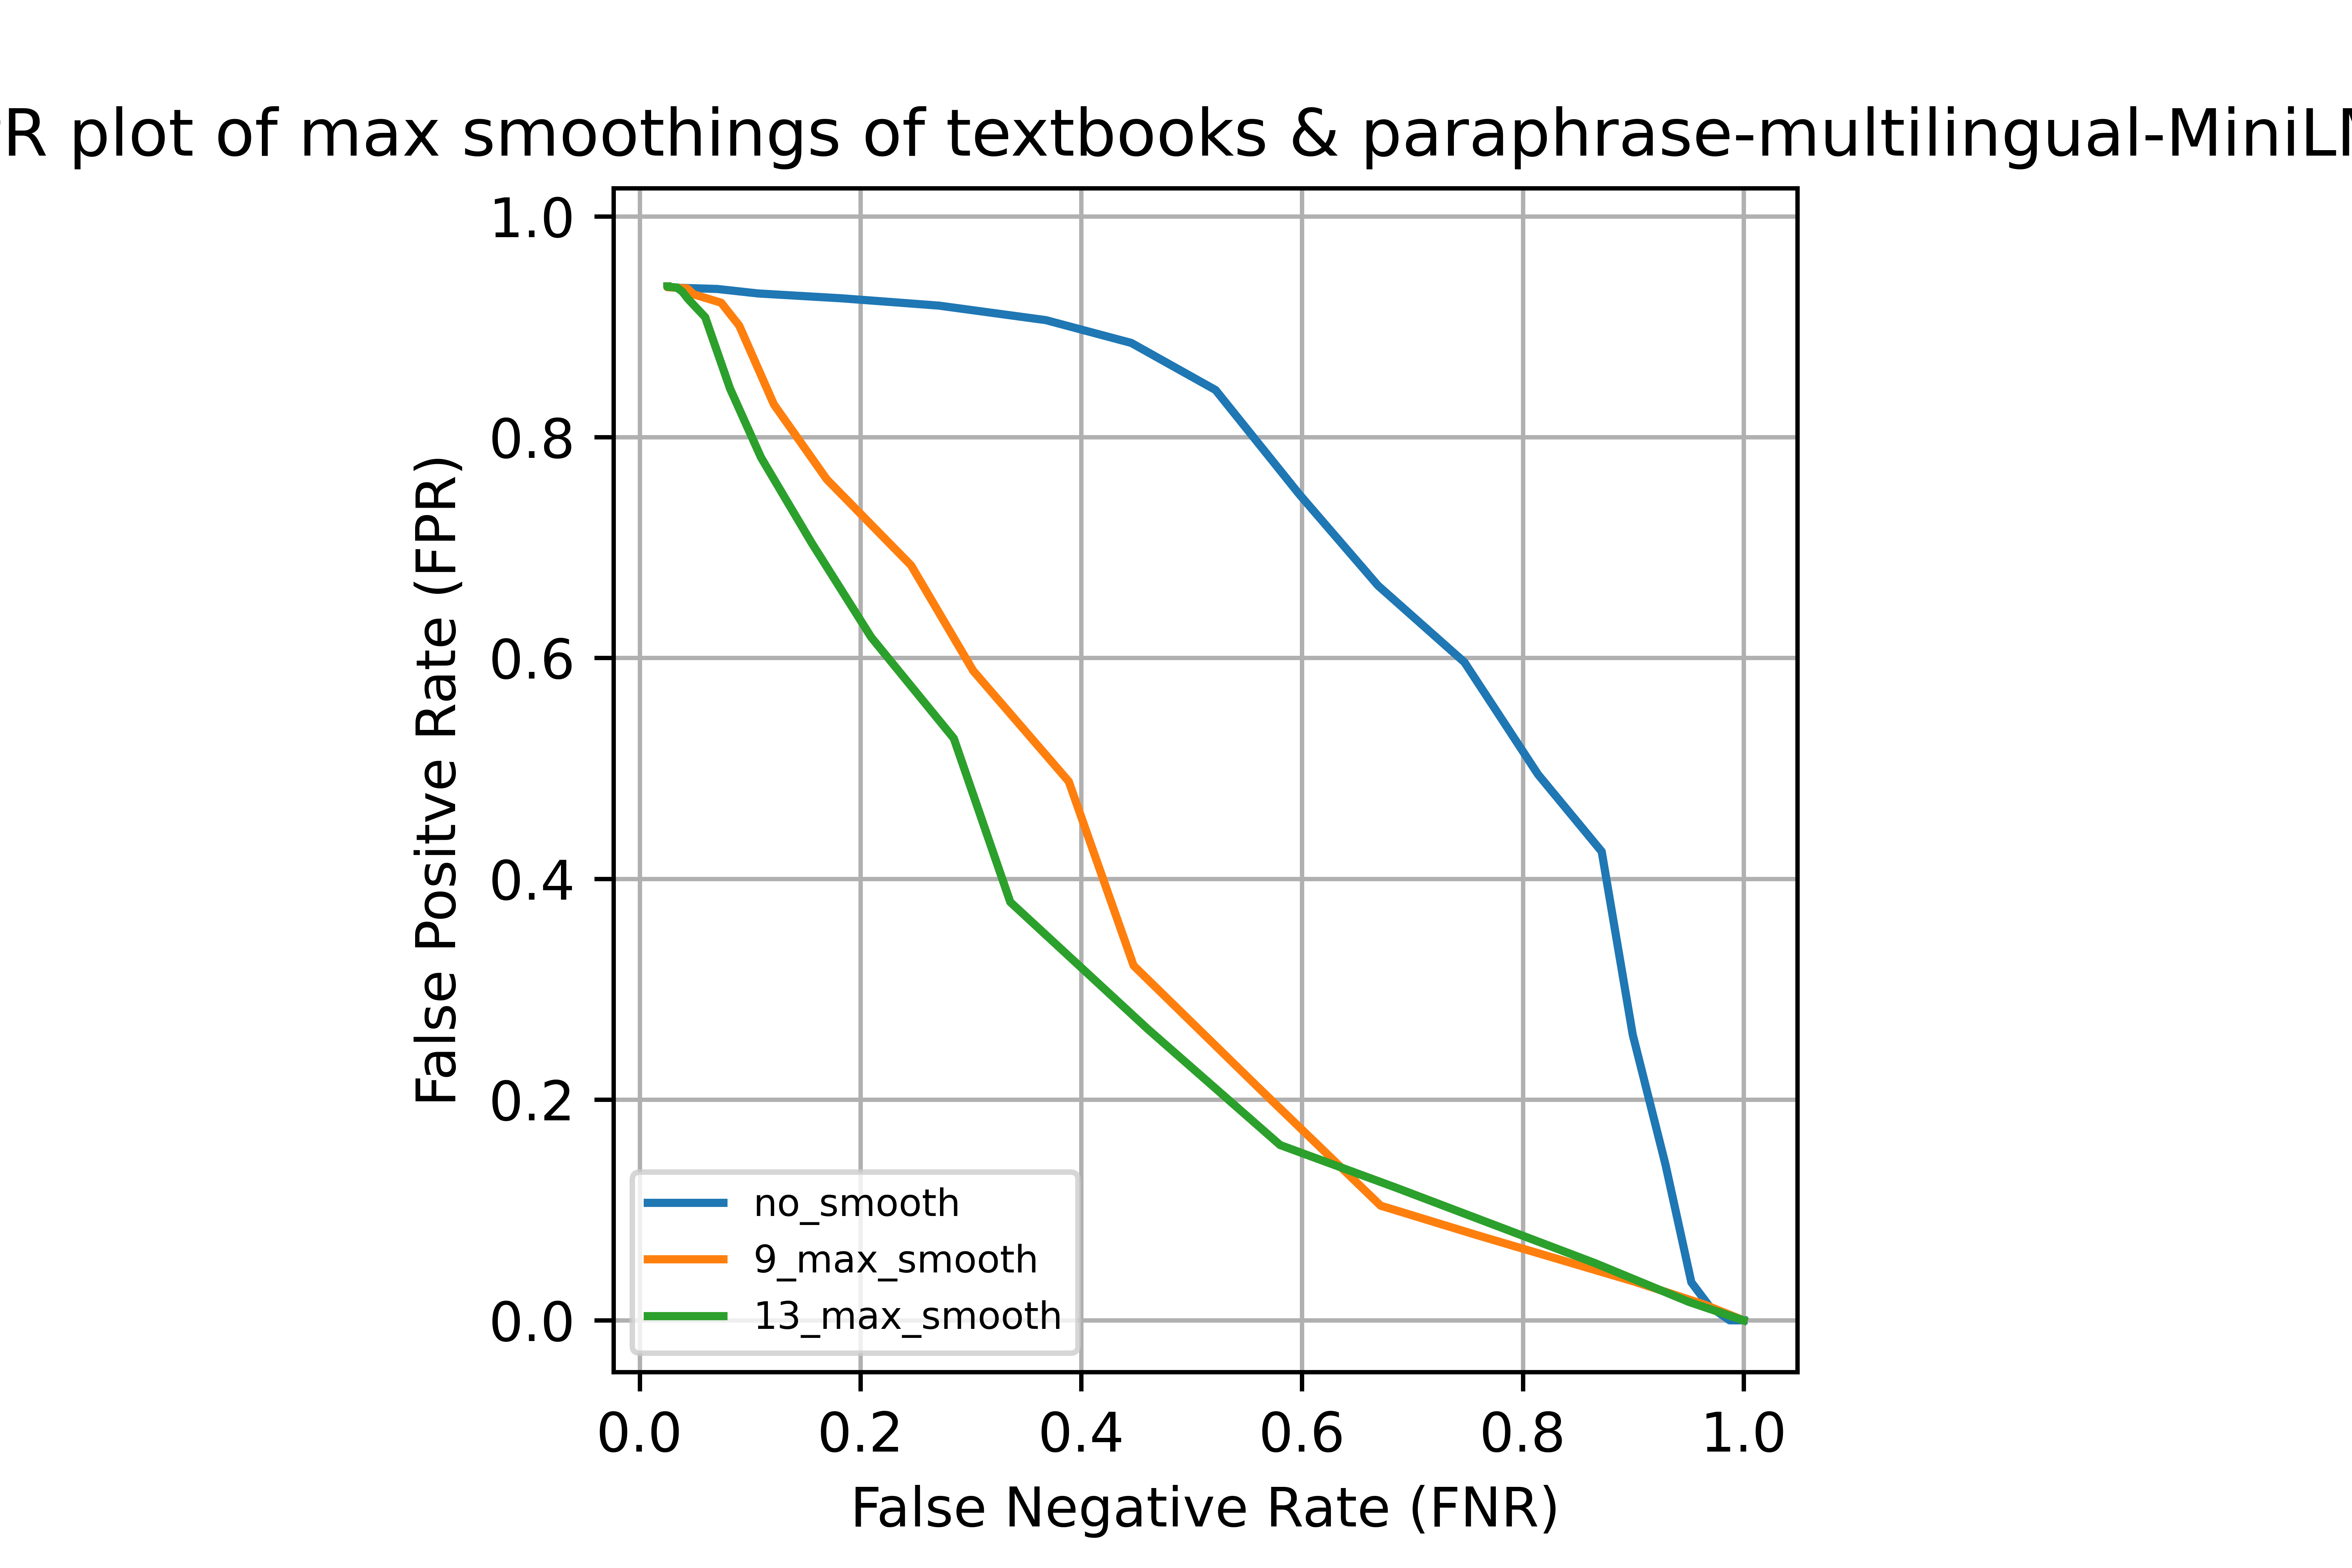 R plot of max smoothings of textbooks & paraphrase-multilingual-MiniL
1.0
0.8
0.6
0.4
0.2
0.0
False Positve Rate (FPR)
no_smooth
9_max_smooth
13_max_smooth
0.0 0.2 0.4 0.6 0.8 1.0
False Negative Rate (FNR)